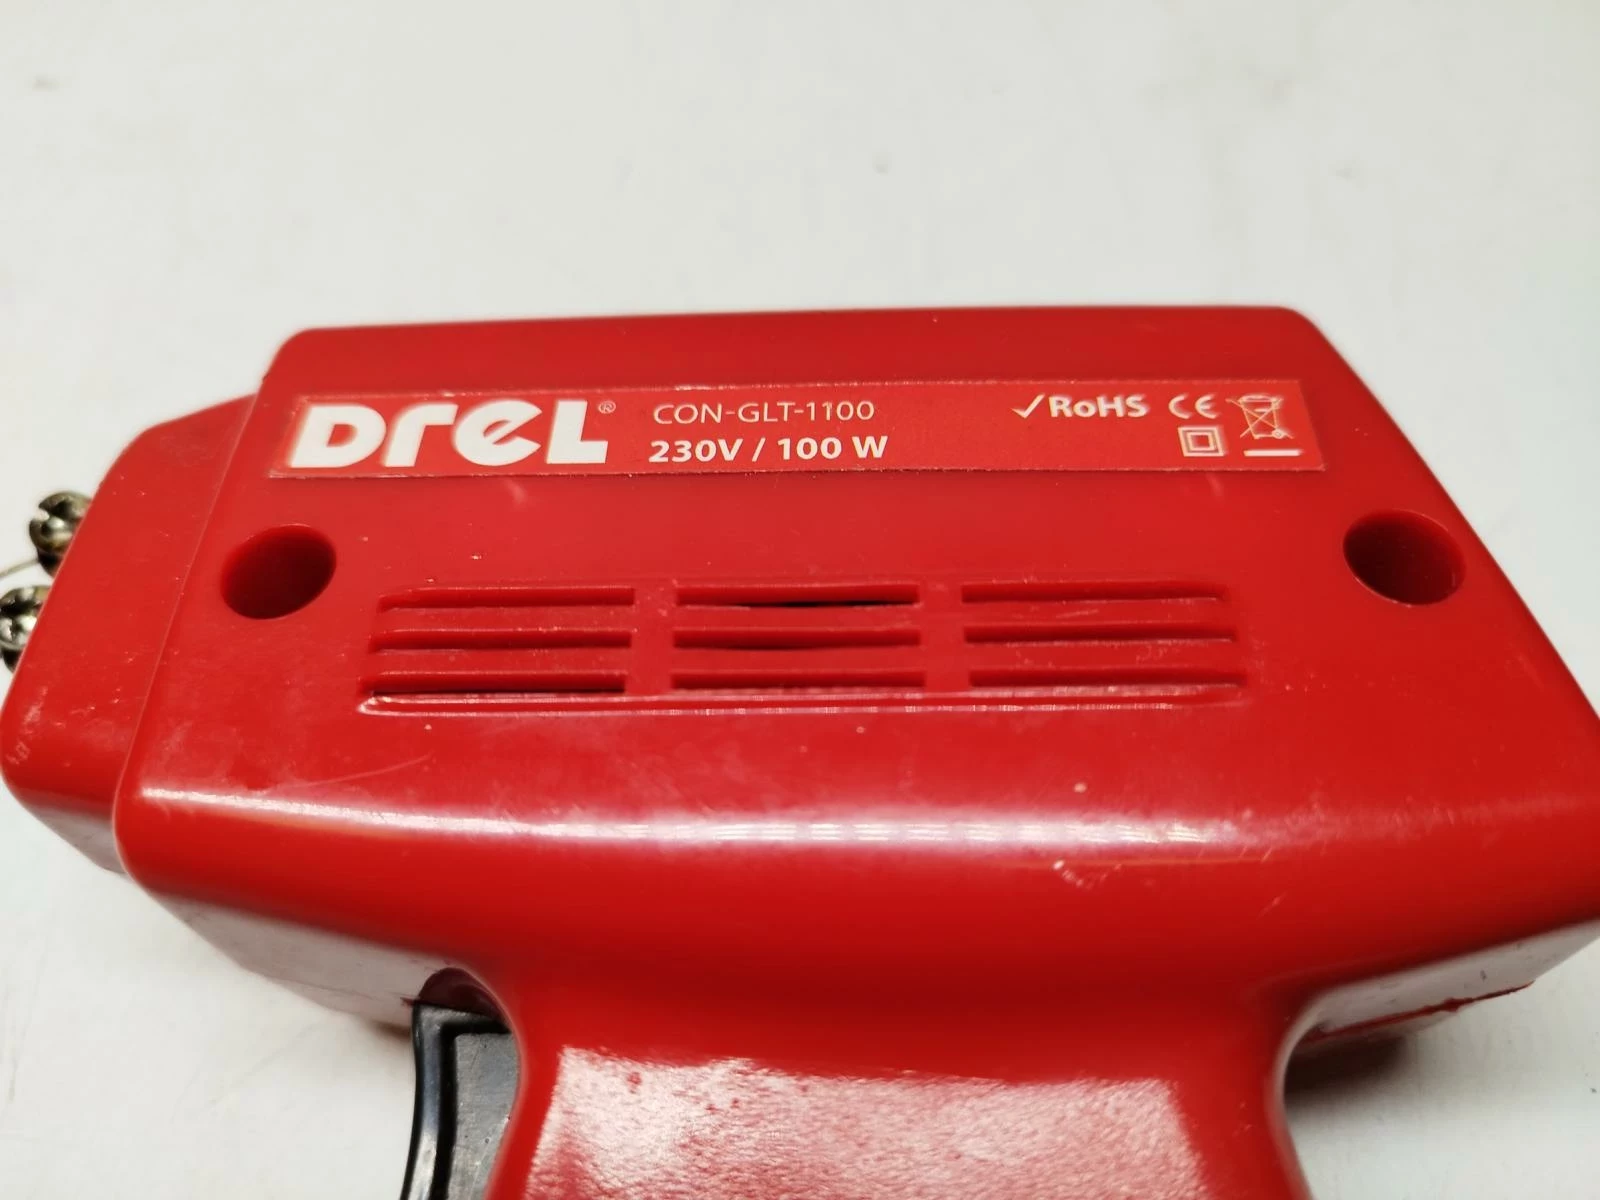 Drel® CON-GLT-1100 ✓RoHS CE
230V / 100 W